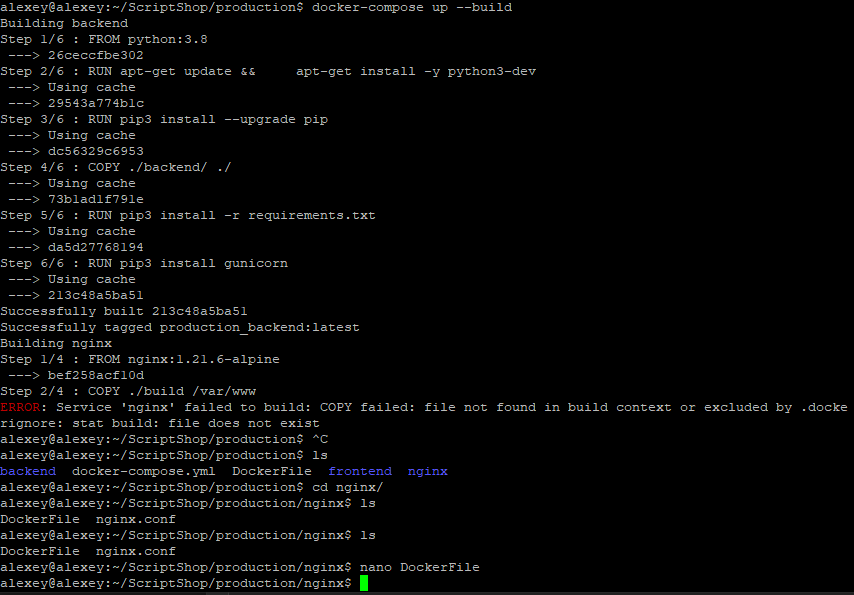 alexey@alexey:~/ScriptShop/production$ docker-compose up --build
Building backend
Step 1/6 : FROM python:3.8
 ---> 26ceccfbe302
Step 2/6 : RUN apt-get update &&     apt-get install -y python3-dev
 ---> Using cache
 ---> 29543a774b1c
Step 3/6 : RUN pip3 install --upgrade pip
 ---> Using cache
 ---> dc56329c6953
Step 4/6 : COPY ./backend/ ./
 ---> Using cache
 ---> 73b1ad1f791e
Step 5/6 : RUN pip3 install -r requirements.txt
 ---> Using cache
 ---> da5d27768194
Step 6/6 : RUN pip3 install gunicorn
 ---> Using cache
 ---> 213c48a5ba51
Successfully built 213c48a5ba51
Successfully tagged production_backend:latest
Building nginx
Step 1/4 : FROM nginx:1.21.6-alpine
 ---> bef258acf10d
Step 2/4 : COPY ./build /var/www
ERROR: Service 'nginx' failed to build: COPY failed: file not found in build context or excluded by .docke
rignore: stat build: file does not exist
alexey@alexey:~/ScriptShop/production$ ^C
alexey@alexey:~/ScriptShop/production$ ls
backend  docker-compose.yml  DockerFile  frontend  nginx
alexey@alexey:~/ScriptShop/production$ cd nginx/
alexey@alexey:~/ScriptShop/production/nginx$ ls
DockerFile  nginx.conf
alexey@alexey:~/ScriptShop/production/nginx$ ls
DockerFile  nginx.conf
alexey@alexey:~/ScriptShop/production/nginx$ nano DockerFile
alexey@alexey:~/ScriptShop/production/nginx$